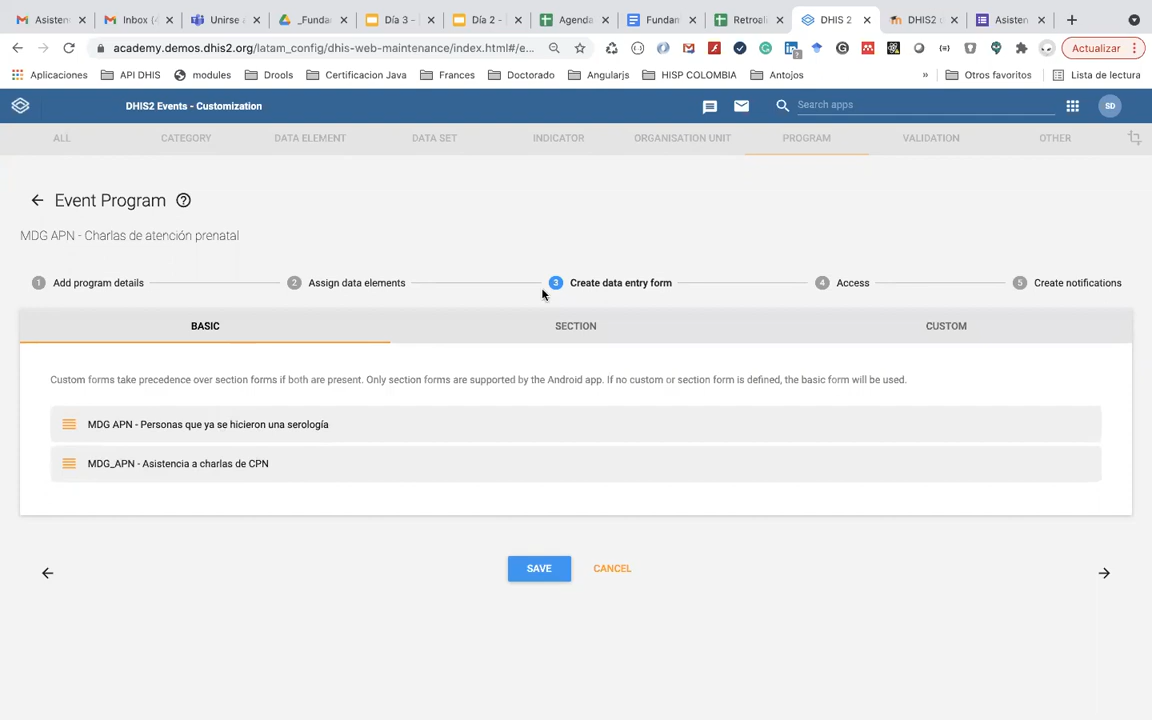 Asisten
Inbox (
Unirse a
_Funda
Día 3 -
Día 2 -
Agenda
Fundam
Retroali
DHIS 2
DHIS2 u
Asisten
academy.demos.dhis2.org/latam_config/dhis-web-maintenance/index.html#/e...
Actualizar
Aplicaciones
API DHIS
modules
Drools
Certificacion Java
Frances
Doctorado
Angularjs
HISP COLOMBIA
Antojos
»
Otros favoritos
Lista de lectura
DHIS2 Events - Customization
Search apps
SD
ALL
CATEGORY
DATA ELEMENT
DATA SET
INDICATOR
ORGANISATION UNIT
PROGRAM
VALIDATION
OTHER
Event Program
MDG APN - Charlas de atención prenatal
1 Add program details
2 Assign data elements
3 Create data entry form
4 Access
5 Create notifications
BASIC
SECTION
CUSTOM
Custom forms take precedence over section forms if both are present. Only section forms are supported by the Android app. If no custom or section form is defined, the basic form will be used.
MDG APN - Personas que ya se hicieron una serología
MDG_APN - Asistencia a charlas de CPN
SAVE
CANCEL